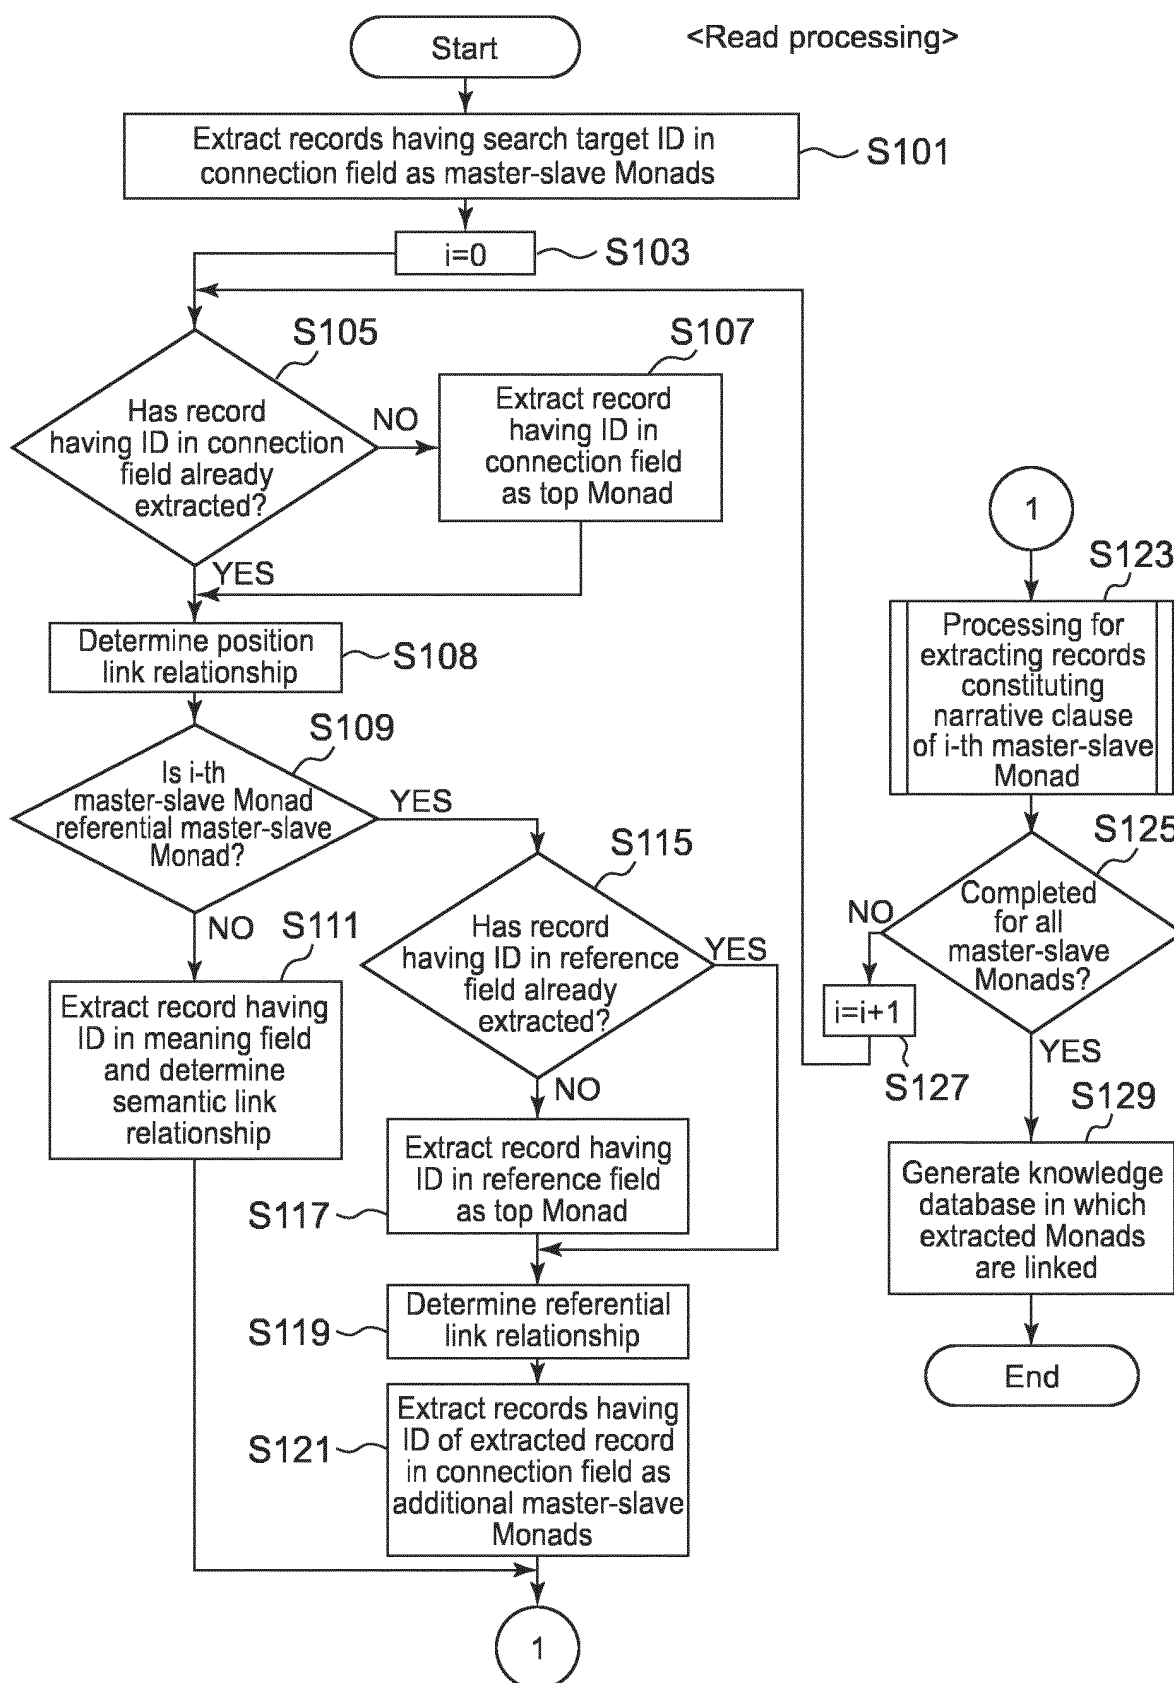 <Read processing>
Start
Extract records having search target ID in
connection field as master-slave Monads
S101
i=0
S103
S105
Has record
having ID in connection
field already
extracted?
NO
YES
S107
Extract record
having ID in
connection field
as top Monad
Determine position
link relationship
S108
S109
Is i-th
master-slave Monad
referential master-slave
Monad?
YES
NO
S111
Extract record having
ID in meaning field
and determine
semantic link
relationship
S115
Has record
having ID in reference
field already
extracted?
YES
NO
Extract record having
ID in reference field
as top Monad
S117
Determine referential
link relationship
S119
Extract records having
ID of extracted record
in connection field as
additional master-slave
Monads
S121
1
1
S123
Processing for
extracting records
constituting
narrative clause
of i-th master-slave
Monad
S125
Completed
for all
master-slave
Monads?
NO
i=i+1
S127
YES
S129
Generate knowledge
database in which
extracted Monads
are linked
End